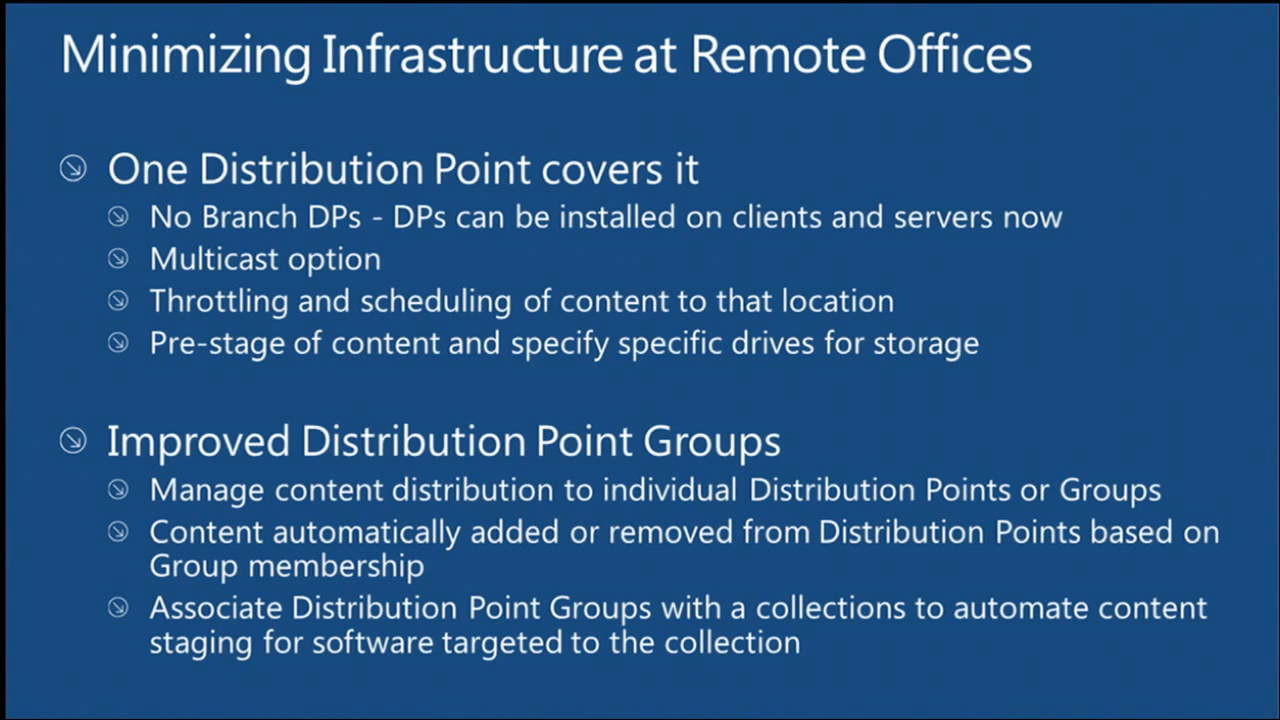 Minimizing Infrastructure at Remote Offices
One Distribution Point covers it
No Branch DPs - DPs can be installed on clients and servers now
Multicast option
Throttling and scheduling of content to that location
Pre-stage of content and specify specific drives for storage
Improved Distribution Point Groups
Manage content distribution to individual Distribution Points or Groups
Content automatically added or removed from Distribution Points based on
Group membership
Associate Distribution Point Groups with a collections to automate content
staging for software targeted to the collection